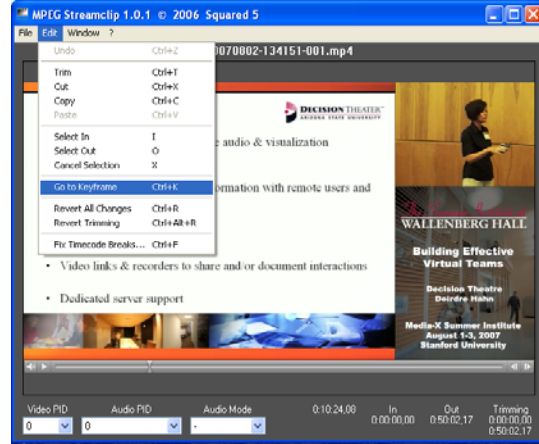 MPEG Streamclip 1.0.1 © 2006 Squared 5
File Edit Window ?
0070802-134151-001.mp4
Undo Ctrl+Z
Trim Ctrl+T
Cut Ctrl+X
Copy Ctrl+C
Paste Ctrl+V
Select In I
Select Out O
Cancel Selection X
Go to Keyframe Ctrl+K
Revert All Changes Ctrl+R
Revert Trimming Ctrl+Alt+R
Fix Timecode Breaks... Ctrl+F
DECISION THEATER
ARIZONA STATE UNIVERSITY
audio & visualization
ormation with remote users and
• Video links & recorders to share and/or document interactions
• Dedicated server support
WALLENBERG HALL
Building Effective
Virtual Teams
Decision Theatre
Deirdre Hahn
Media-X Summer Institute
August 1-3, 2007
Stanford University
Video PID Audio PID Audio Mode
0 0 -
0:10:24,08
In
0:00:00,00
Out
0:50:02,17
Trimming
0:00:00,00
0:50:02,17